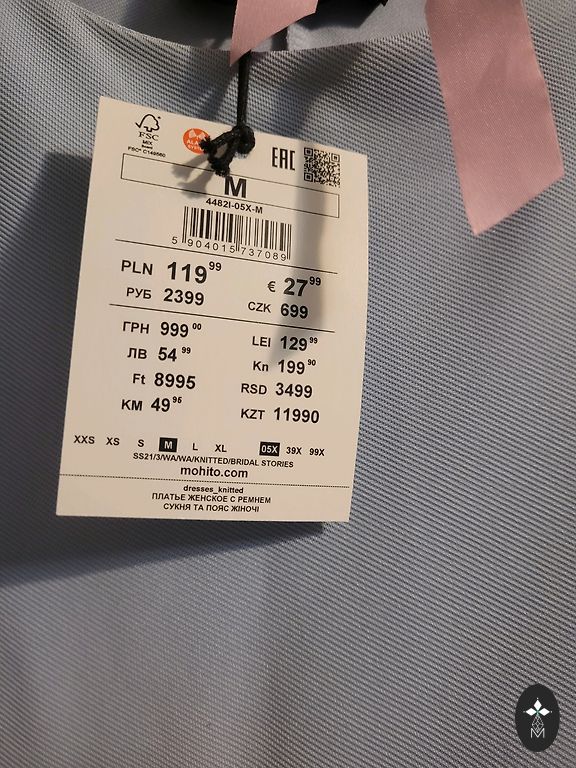 FSC
MIX
FSC® C149560
EAC
M
4482I-05X-M
5 904015 737089
PLN 119 99
€ 27 99
РУБ 2399
CZK 699
ГРН 999 00
LEI 129 99
ЛВ 54 99
Kn 199 90
Ft 8995
RSD 3499
KM 49 95
KZT 11990
XXS XS S M L XL 05X 39X 99X
SS21/3/WA/WA/KNITTED/BRIDAL STORIES
mohito.com
dresses_knitted
ПЛАТЬЕ ЖЕНСКОЕ С РЕМНЕМ
СУКНЯ ТА ПОЯС ЖІНОЧІ
M